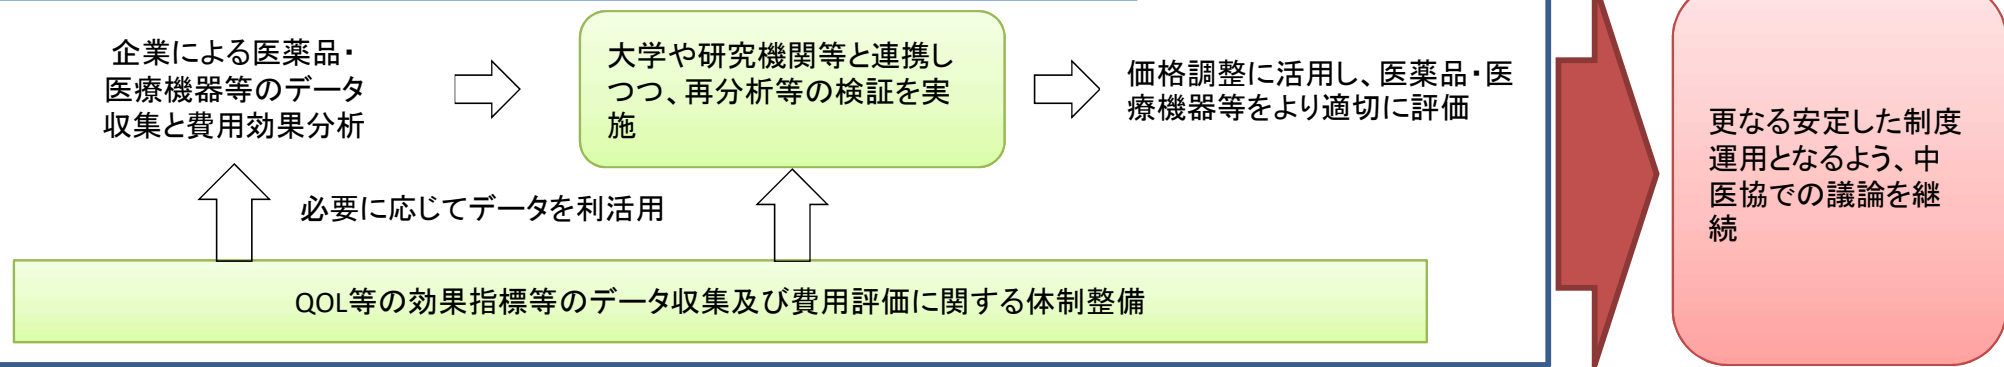 企業による医薬品・
医療機器等のデータ
収集と費用効果分析
大学や研究機関等と連携し
つつ、再分析等の検証を実
施
価格調整に活用し、医薬品・医
療機器等をより適切に評価
必要に応じてデータを利活用
QOL等の効果指標等のデータ収集及び費用評価に関する体制整備
更なる安定した制度
運用となるよう、中
医協での議論を継
続